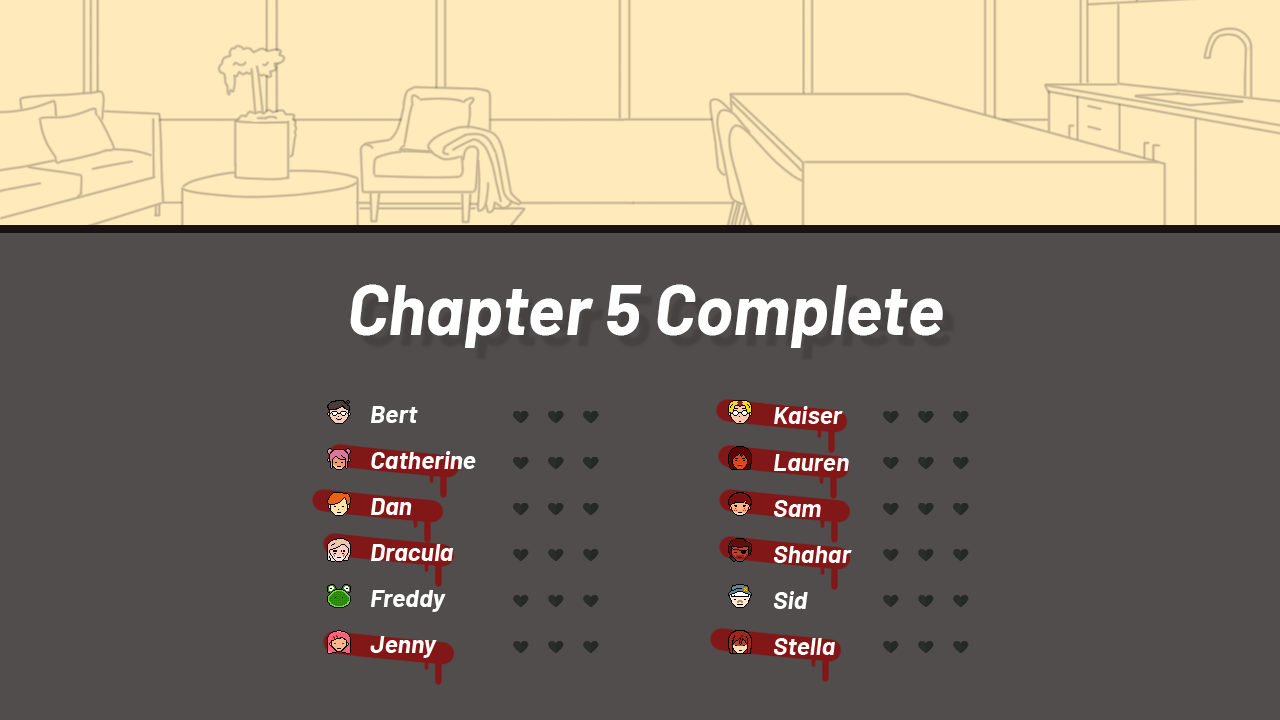 Chapter 5 Complete
Bert
Catherine
Dan
Dracula
Freddy
Jenny
Kaiser
Lauren
Sam
Shahar
Sid
Stella